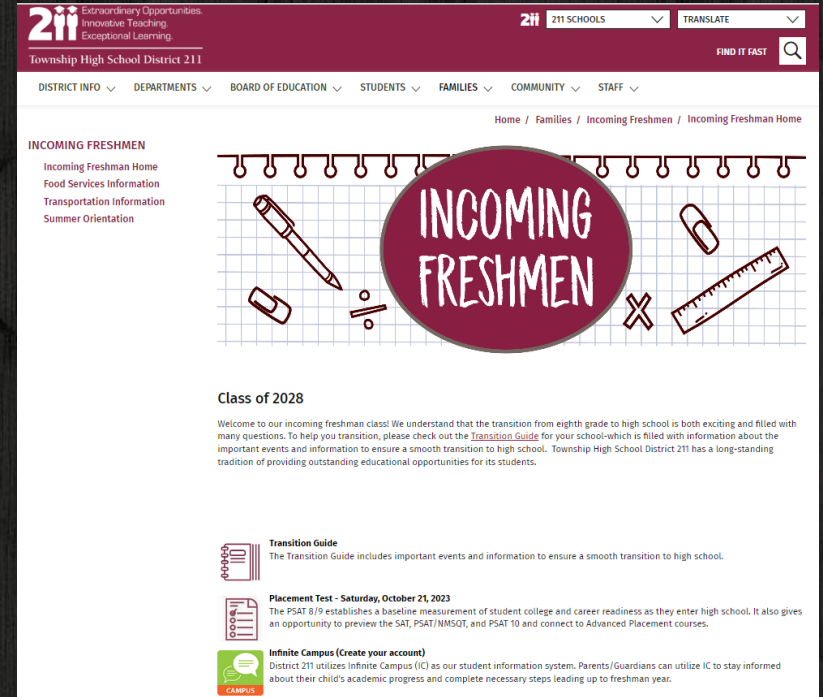 211
Extraordinary Opportunities.
Innovative Teaching.
Exceptional Learning.
Township High School District 211
211 211 SCHOOLS TRANSLATE
FIND IT FAST
DISTRICT INFO DEPARTMENTS BOARD OF EDUCATION STUDENTS FAMILIES COMMUNITY STAFF
Home / Families / Incoming Freshmen / Incoming Freshman Home
INCOMING FRESHMEN
Incoming Freshman Home
Food Services Information
Transportation Information
Summer Orientation
INCOMING
FRESHMEN
Class of 2028
Welcome to our incoming freshman class! We understand that the transition from eighth grade to high school is both exciting and filled with
many questions. To help you transition, please check out the Transition Guide for your school-which is filled with information about the
important events and information to ensure a smooth transition to high school. Township High School District 211 has a long-standing
tradition of providing outstanding educational opportunities for its students.
Transition Guide
The Transition Guide includes important events and information to ensure a smooth transition to high school.
Placement Test - Saturday, October 21, 2023
The PSAT 8/9 establishes a baseline measurement of student college and career readiness as they enter high school. It also gives
an opportunity to preview the SAT, PSAT/NMSQT, and PSAT 10 and connect to Advanced Placement courses.
Infinite Campus (Create your account)
District 211 utilizes Infinite Campus (IC) as our student information system. Parents/Guardians can utilize IC to stay informed
about their child's academic progress and complete necessary steps leading up to freshman year.
CAMPUS